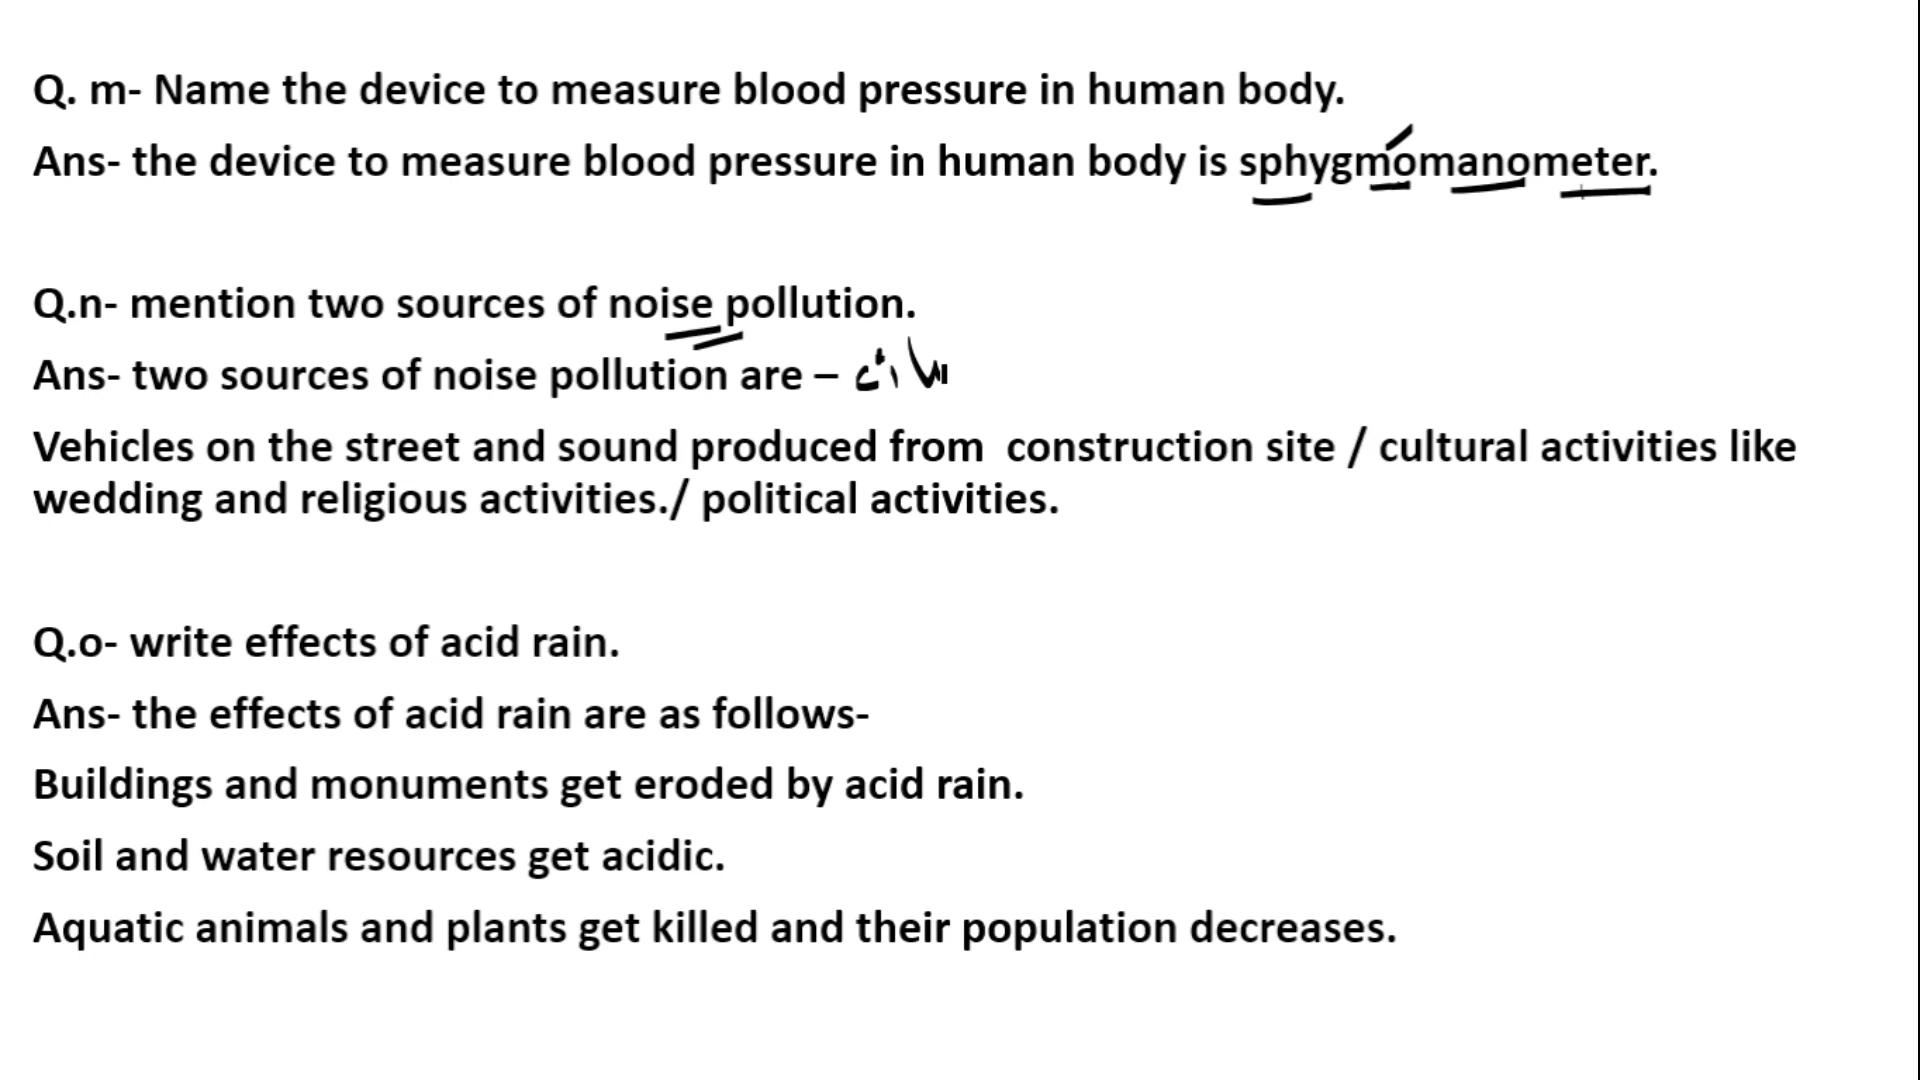 Q. m- Name the device to measure blood pressure in human body.
Ans- the device to measure blood pressure in human body is sphygmomanometer.
Q.n- mention two sources of noise pollution.
Ans- two sources of noise pollution are –
Vehicles on the street and sound produced from  construction site / cultural activities like
wedding and religious activities./ political activities.
Q.o- write effects of acid rain.
Ans- the effects of acid rain are as follows-
Buildings and monuments get eroded by acid rain.
Soil and water resources get acidic.
Aquatic animals and plants get killed and their population decreases.